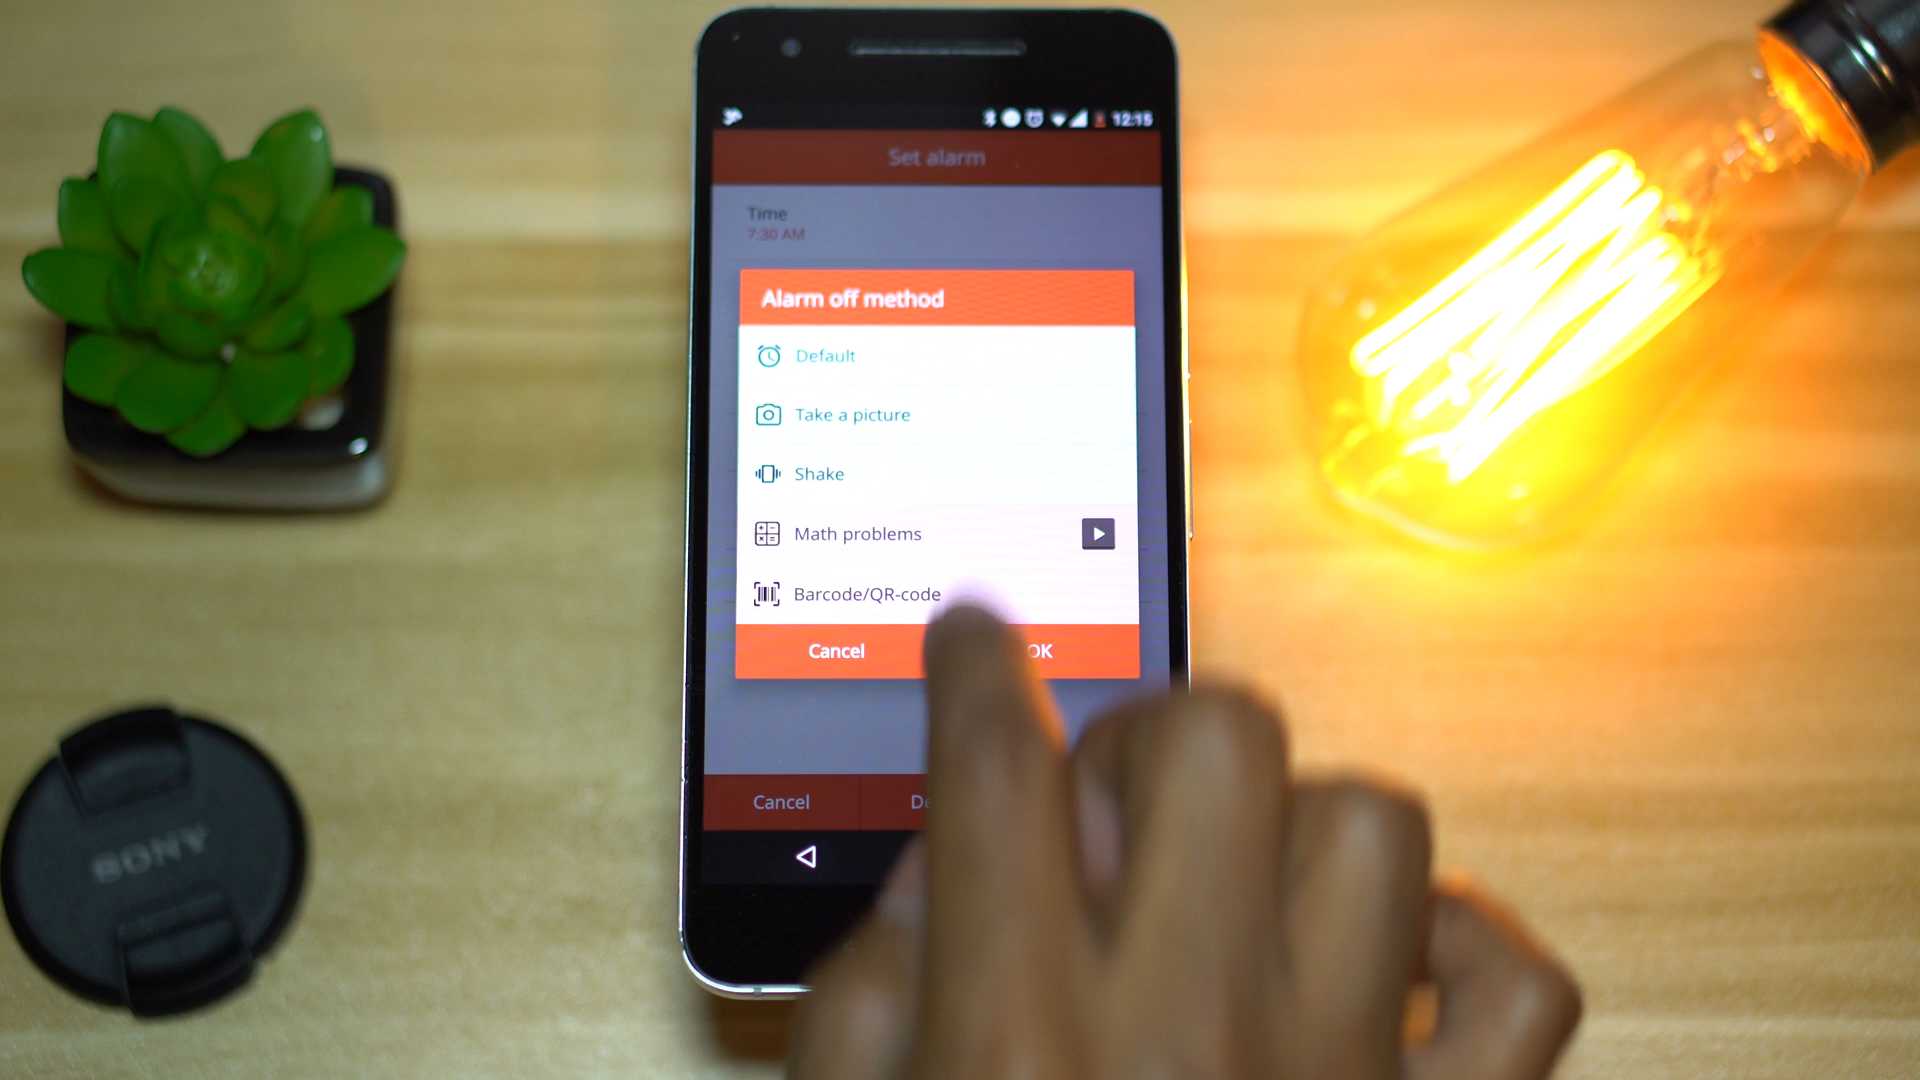 12:15
Set alarm
Time
7:30 AM
Alarm off method
Default
Take a picture
Shake
Math problems
Barcode/QR-code
Cancel OK
Cancel
SONY